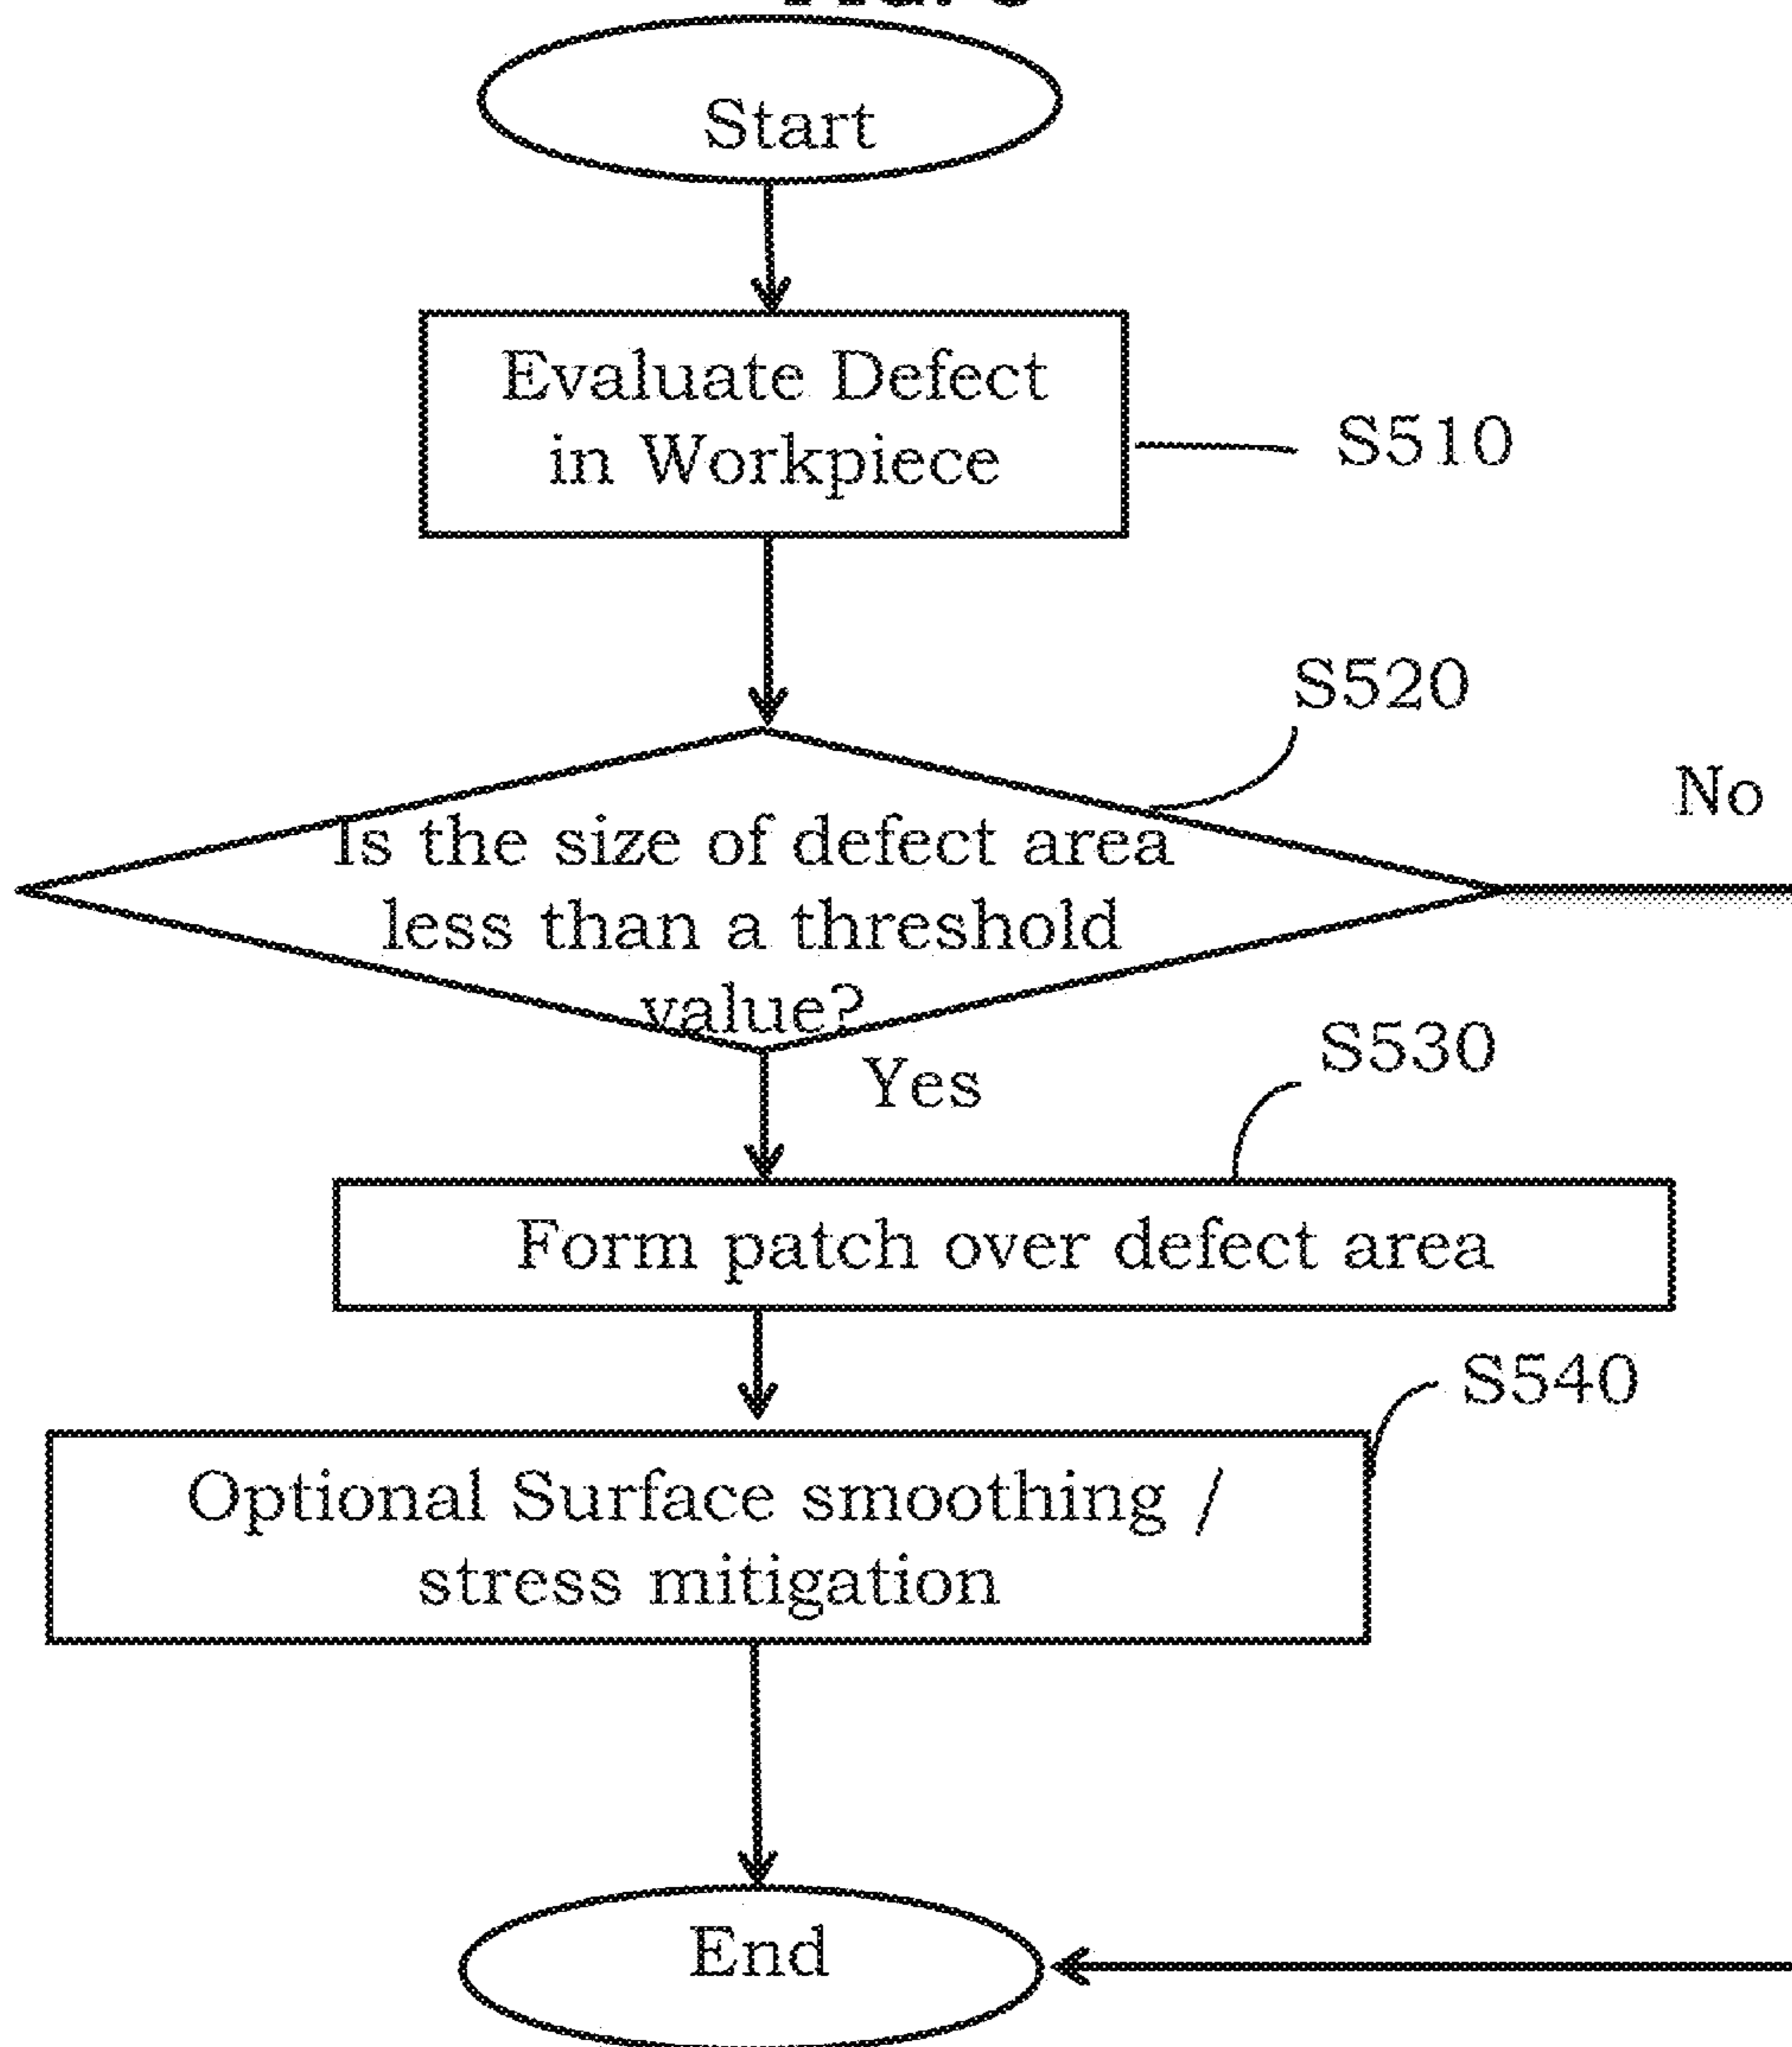 Start
Evaluate Defect
in Workpiece
S510
S520
No
Is the size of defect area
less than a threshold
value?
Yes
S530
Form patch over defect area
S540
Optional Surface smoothing /
stress mitigation
End